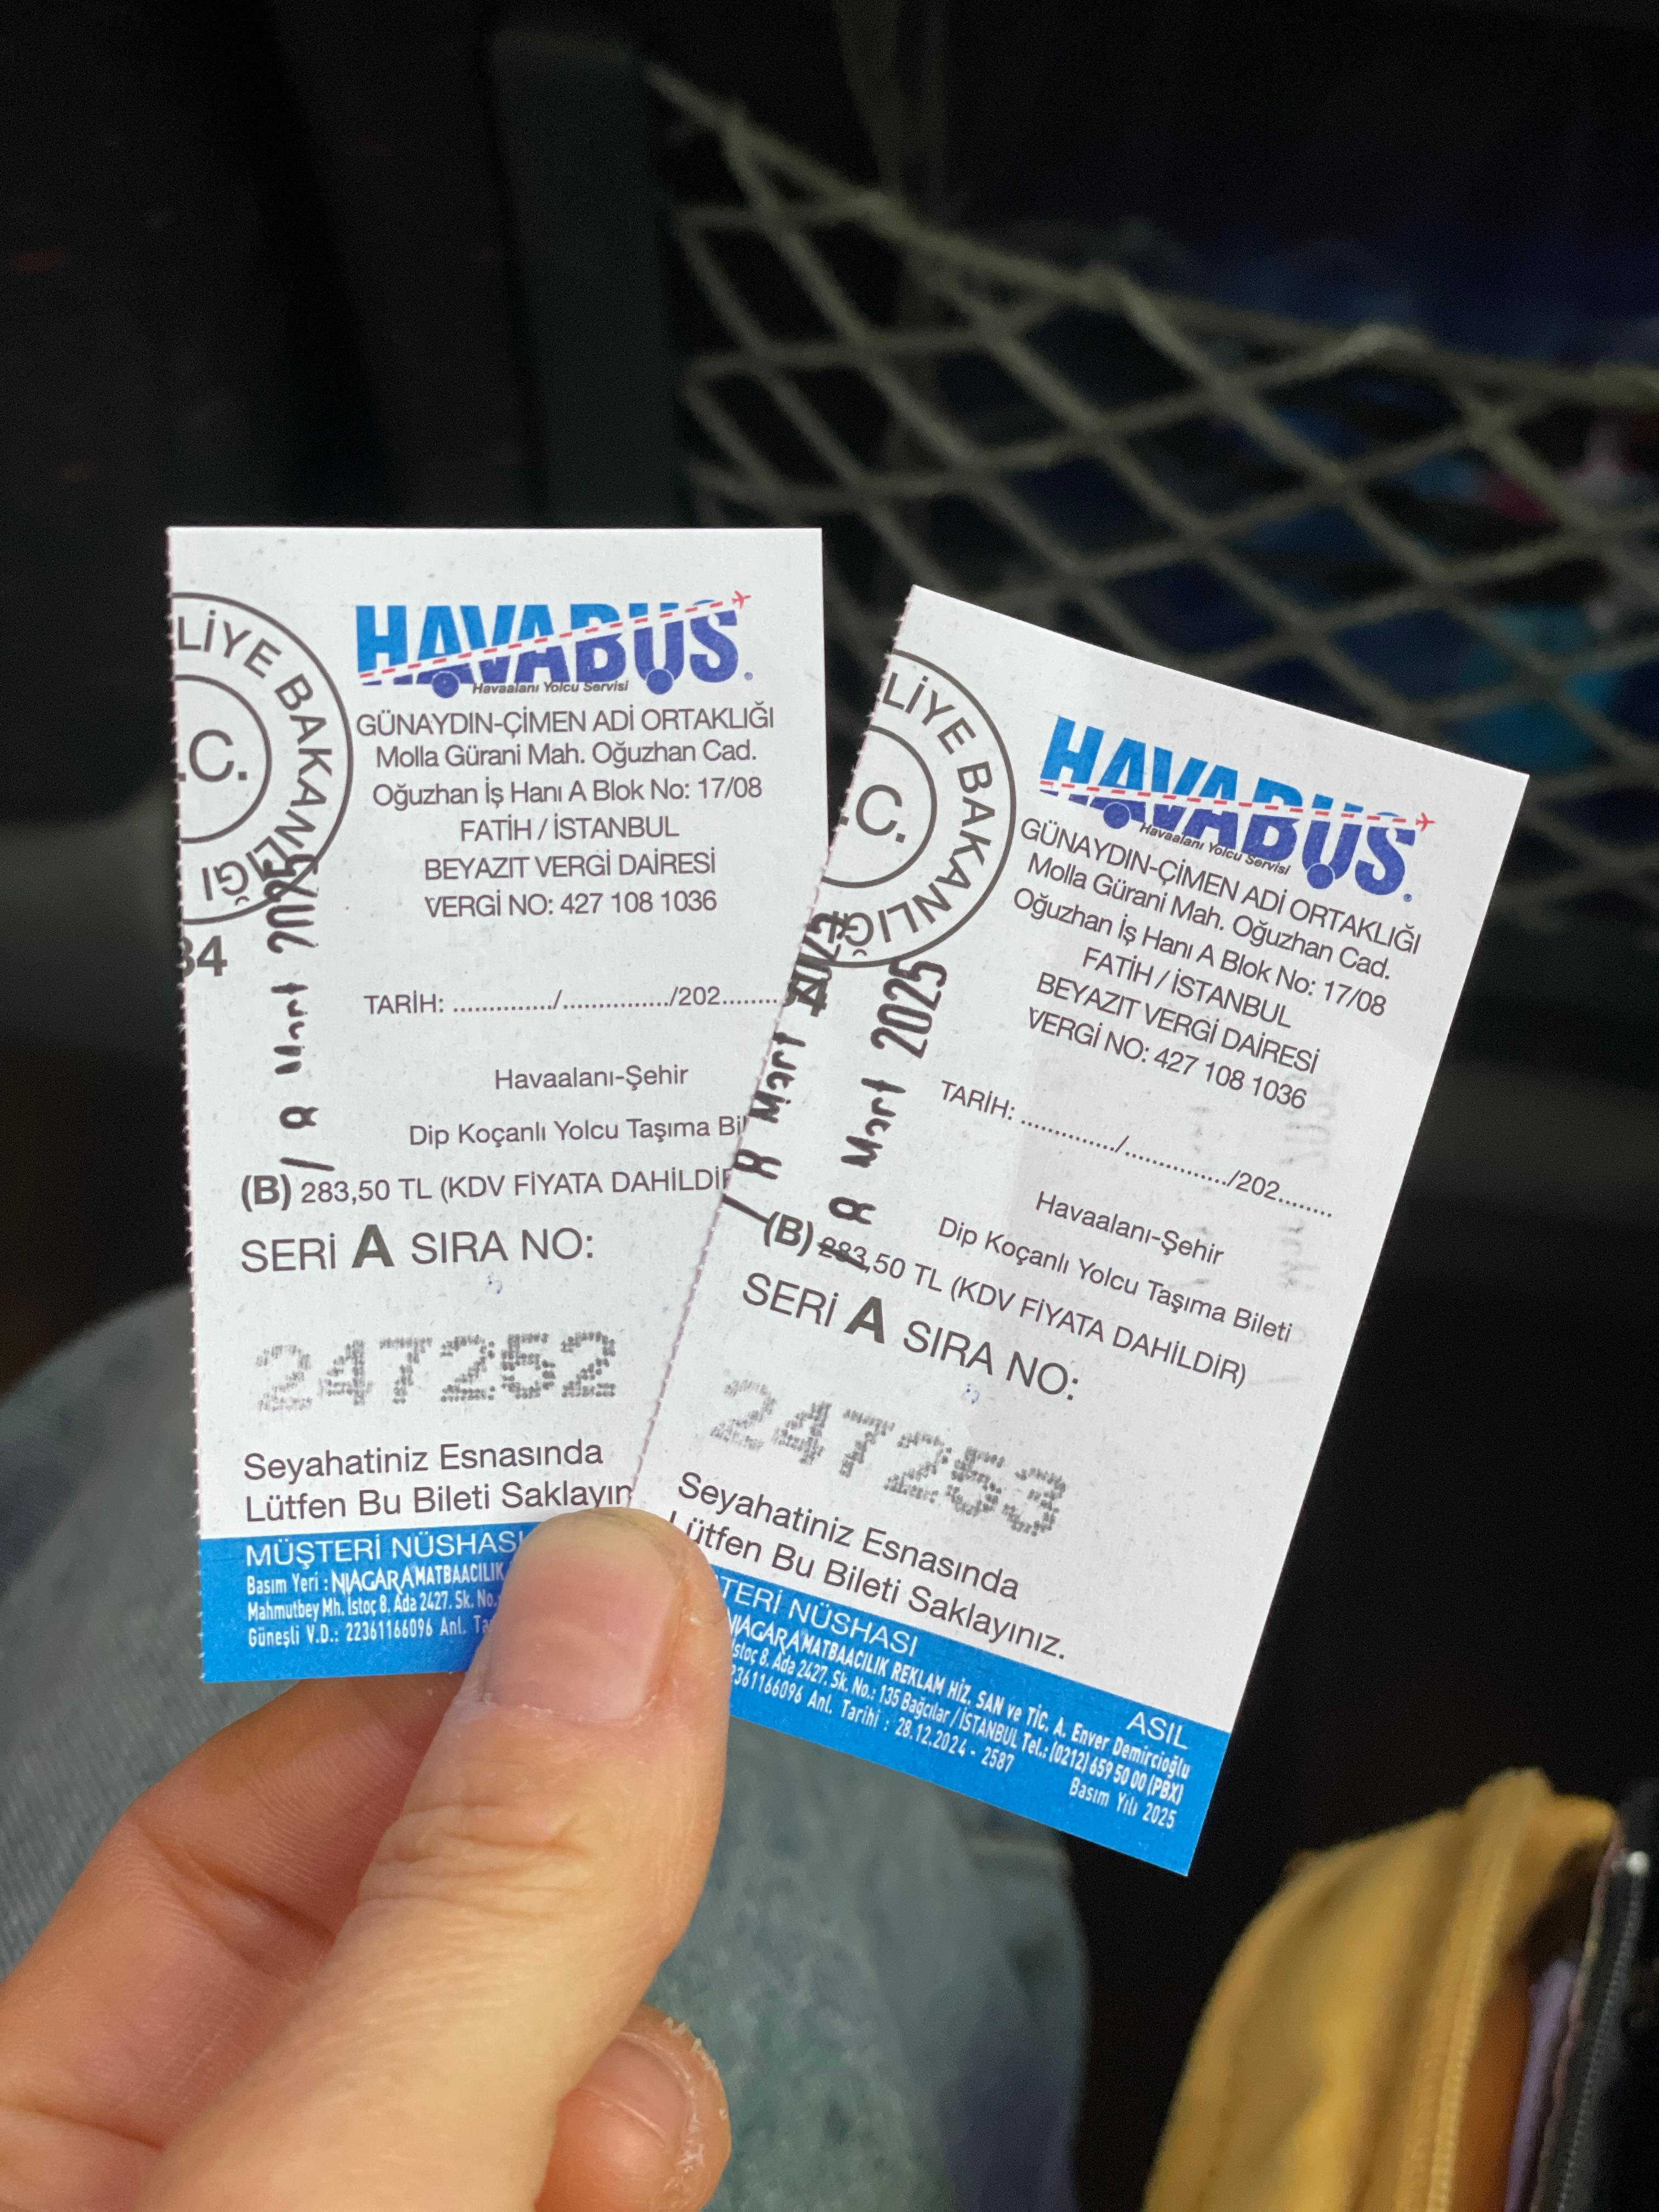 LİYE BAKANLIĞI
.C.
34
HAVABUS
Havaalanı Yolcu Servisi
GÜNAYDIN-ÇİMEN ADİ ORTAKLIĞI
Molla Gürani Mah. Oğuzhan Cad.
Oğuzhan İş Hanı A Blok No: 17/08
FATİH / İSTANBUL
BEYAZIT VERGİ DAİRESİ
VERGİ NO: 427 108 1036
TARİH: ............../.............../202........
Havaalanı-Şehir
Dip Koçanlı Yolcu Taşıma Bil
(B) 283,50 TL (KDV FİYATA DAHİLDİR
SERİ A SIRA NO:
247252
Seyahatiniz Esnasında
Lütfen Bu Bileti Saklayın
MÜŞTERİ NÜSHASI
Basım Yeri : NİAGARA MATBAACILIK
Mahmutbey Mh. İstoç 8. Ada 2427. Sk. No.
Güneşli V.D.: 22361166096 Anl. Ta
LİYE BAKANLIĞI
.C.
8 Mart 2025
HAVABUS
Havaalanı Yolcu Servisi
GÜNAYDIN-ÇİMEN ADİ ORTAKLIĞI
Molla Gürani Mah. Oğuzhan Cad.
Oğuzhan İş Hanı A Blok No: 17/08
FATİH / İSTANBUL
BEYAZIT VERGİ DAİRESİ
VERGİ NO: 427 108 1036
TARİH: ............../.............../202........
Havaalanı-Şehir
Dip Koçanlı Yolcu Taşıma Bileti
(B) 283,50 TL (KDV FİYATA DAHİLDİR)
SERİ A SIRA NO:
247253
Seyahatiniz Esnasında
Lütfen Bu Bileti Saklayınız.
TERİ NÜSHASI ASIL
NİAGARA MATBAACILIK REKLAM HİZ. SAN ve TİC. A. Enver Demircioğlu
stoç 8. Ada 2427. Sk. No.: 135 Bağcılar / İSTANBUL Tel.: (0212) 659 50 00 (PBX)
2361166096 Anl. Tarihi : 28.12.2024 - 2587 Basım Yılı 2025